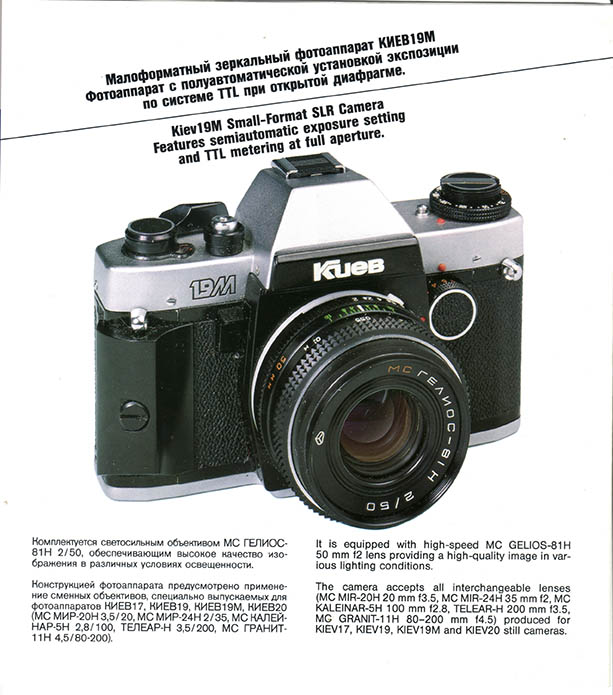 Малоформатный зеркальный фотоаппарат КИЕВ19М
Фотоаппарат с полуавтоматической установкой экспозиции
по системе TTL при открытой диафрагме.
Kiev19M Small-Format SLR Camera
Features semiautomatic exposure setting
and TTL metering at full aperture.
Киев
19М
50 мм
МС ГЕЛИОС-81Н 2/50
Комплектуется светосильным объективом МС ГЕЛИОС-
81Н 2/50, обеспечивающим высокое качество изо-
бражения в различных условиях освещенности.
Конструкцией фотоаппарата предусмотрено примене-
ние сменных объективов, специально выпускаемых для
фотоаппаратов КИЕВ17, КИЕВ19, КИЕВ19М, КИЕВ20
(МС МИР-20Н 3,5/20, МС МИР-24Н 2/35, МС КАЛЕЙ-
НАР-5Н 2,8/100, ТЕЛЕАР-Н 3,5/200, МС ГРАНИТ-
11Н 4,5/80-200).
It is equipped with high-speed MC GELIOS-81H
50 mm f2 lens providing a high-quality image in var-
ious lighting conditions.
The camera accepts all interchangeable lenses
(MC MIR-20H 20 mm f3.5, MC MIR-24H 35 mm f2, MC
KALEINAR-5H 100 mm f2.8, TELEAR-H 200 mm f3.5,
MC GRANIT-11H 80–200 mm f4.5) produced for
KIEV17, KIEV19, KIEV19M and KIEV20 still cameras.